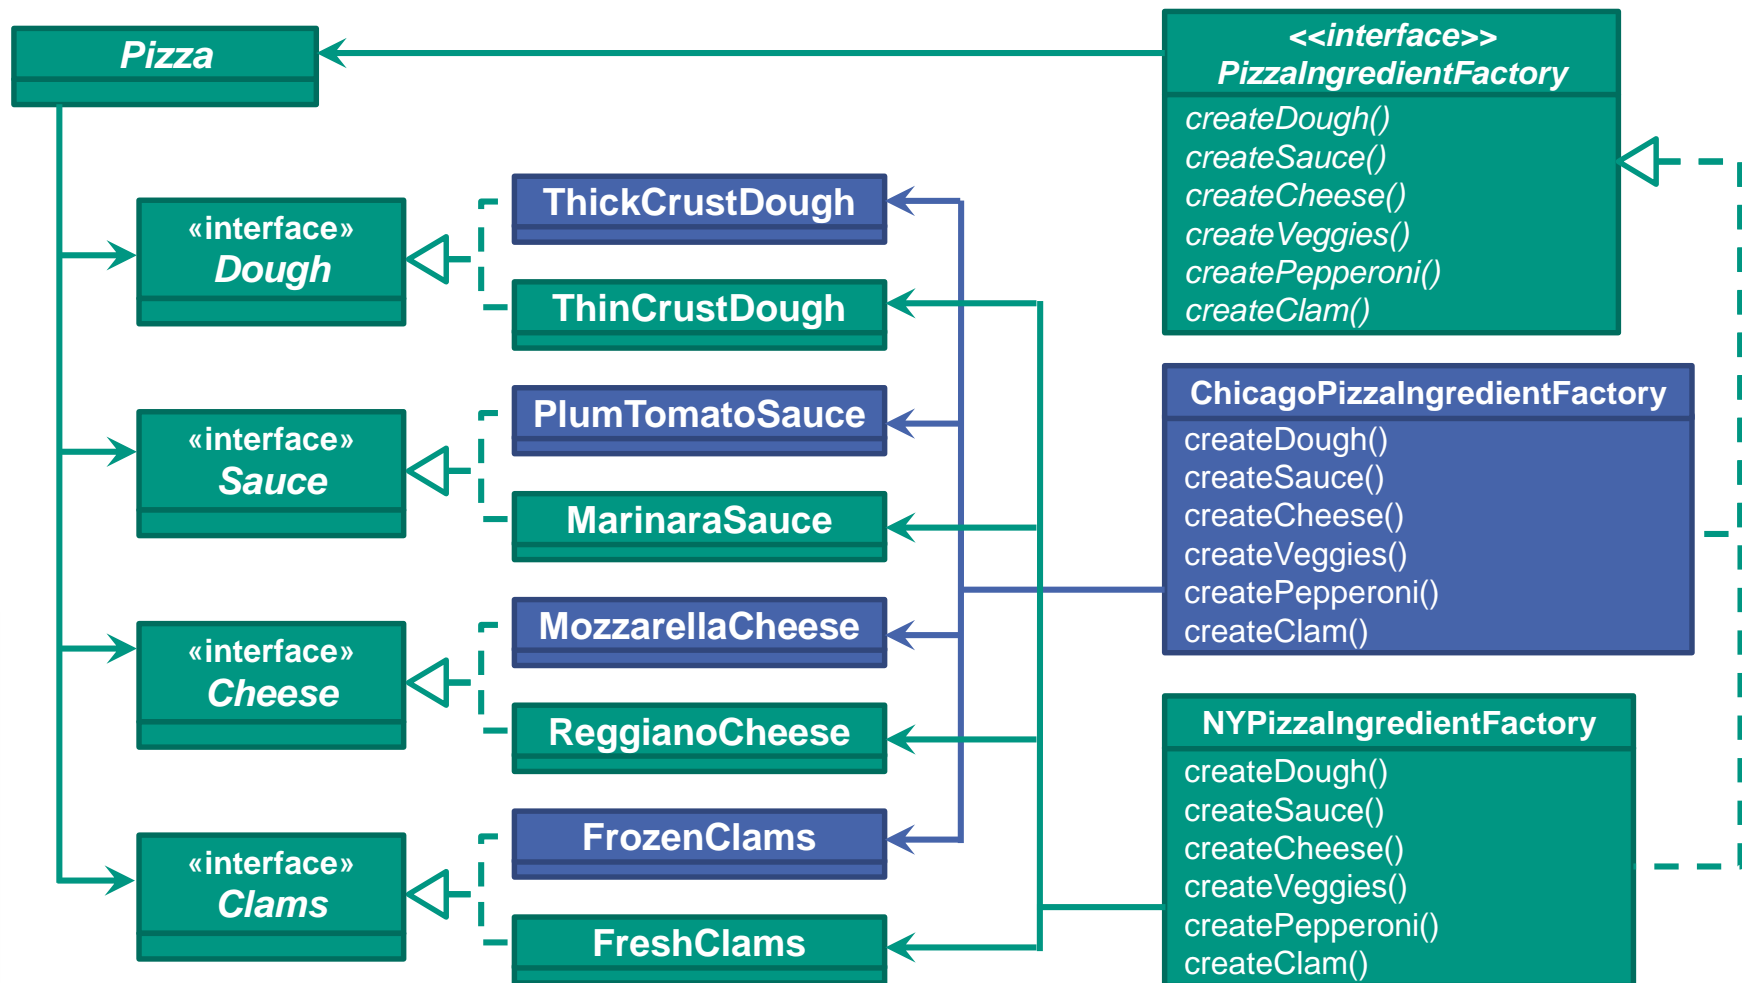 Pizza
<<interface>>
PizzaIngredientFactory
createDough()
createSauce()
createCheese()
createVeggies()
createPepperoni()
createClam()
«interface»
Dough
ThickCrustDough
ThinCrustDough
«interface»
Sauce
PlumTomatoSauce
MarinaraSauce
«interface»
Cheese
MozzarellaCheese
ReggianoCheese
«interface»
Clams
FrozenClams
FreshClams
ChicagoPizzaIngredientFactory
createDough()
createSauce()
createCheese()
createVeggies()
createPepperoni()
createClam()
NYPizzaIngredientFactory
createDough()
createSauce()
createCheese()
createVeggies()
createPepperoni()
createClam()